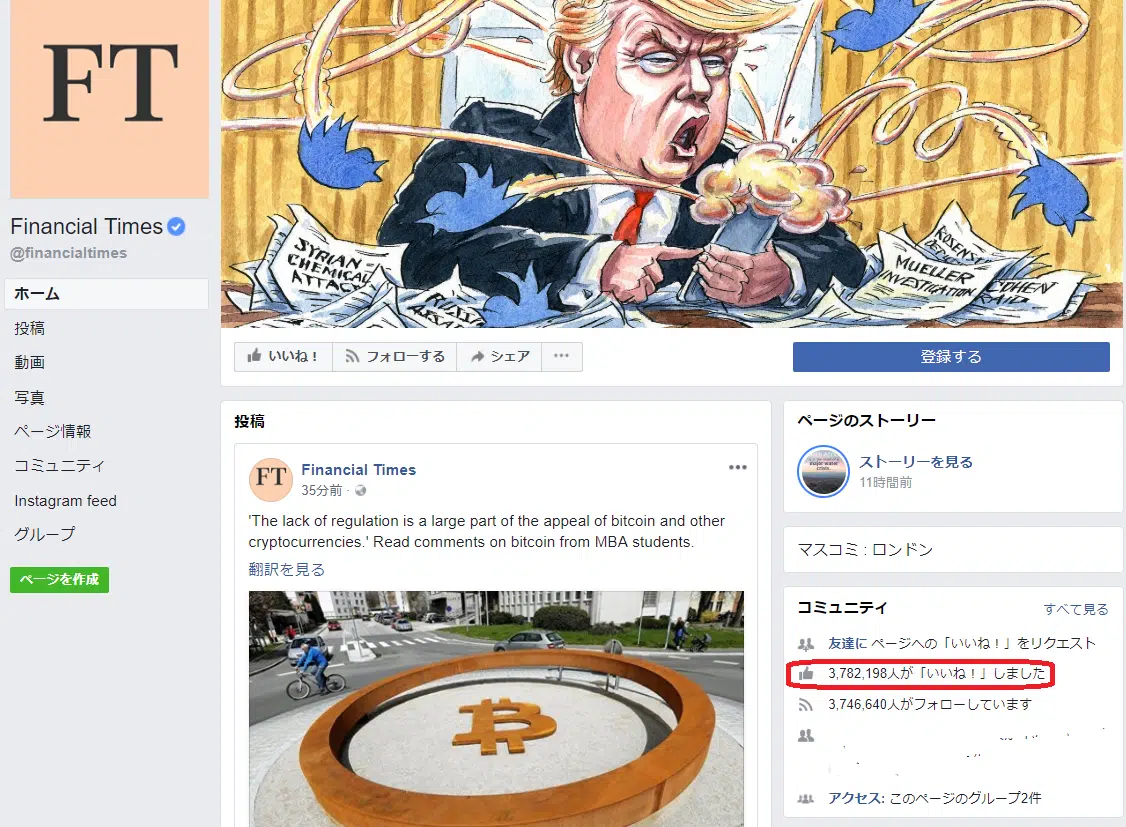 FT
Financial Times
@financialtimes
ホーム
投稿
動画
写真
ページ情報
コミュニティ
Instagram feed
グループ
ページを作成
SYRIAN
CHEMICAL
ATTACK
MUELLER
INVESTIGATION
COHEN
RAID
いいね！
フォローする
シェア
登録する
投稿
FT
Financial Times
35分前
'The lack of regulation is a large part of the appeal of bitcoin and other
cryptocurrencies.' Read comments on bitcoin from MBA students.
翻訳を見る
ページのストーリー
ストーリーを見る
11時間前
マスコミ : ロンドン
コミュニティ
すべて見る
友達に ページへの「いいね！」をリクエスト
3,782,198人が「いいね！」しました
3,746,640人がフォローしています
アクセス: このページのグループ2件